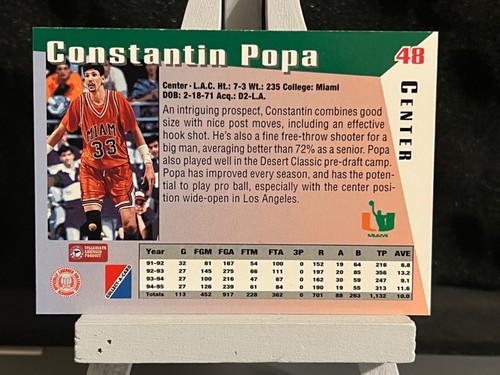 Constantin Popa
48
CENTER
Center · L.A.C. Ht.: 7-3 Wt.: 235 College: Miami
DOB: 2-18-71 Acq.: D2-L.A.
An intriguing prospect, Constantin combines good
size with nice post moves, including an effective
hook shot. He's also a fine free-throw shooter for a
big man, averaging better than 72% as a senior. Popa
also played well in the Desert Classic pre-draft camp.
Popa has improved every season, and has the poten-
tial to play pro ball, especially with the center posi-
tion wide-open in Los Angeles.
MIAMI
33
MIAMI
Year G FGM FGA FTM FTA 3P R A B TP AVE
91-92 32 81 187 54 100 0 152 19 64 216 6.8
92-93 27 145 275 66 111 0 197 20 85 356 13.2
93-94 27 100 216 47 67 0 162 30 59 247 9.1
94-95 27 126 239 61 84 0 190 19 55 313 11.6
Totals 113 452 917 228 362 0 701 88 263 1,132 10.0
COLLEGIATE
LICENSED
PRODUCT